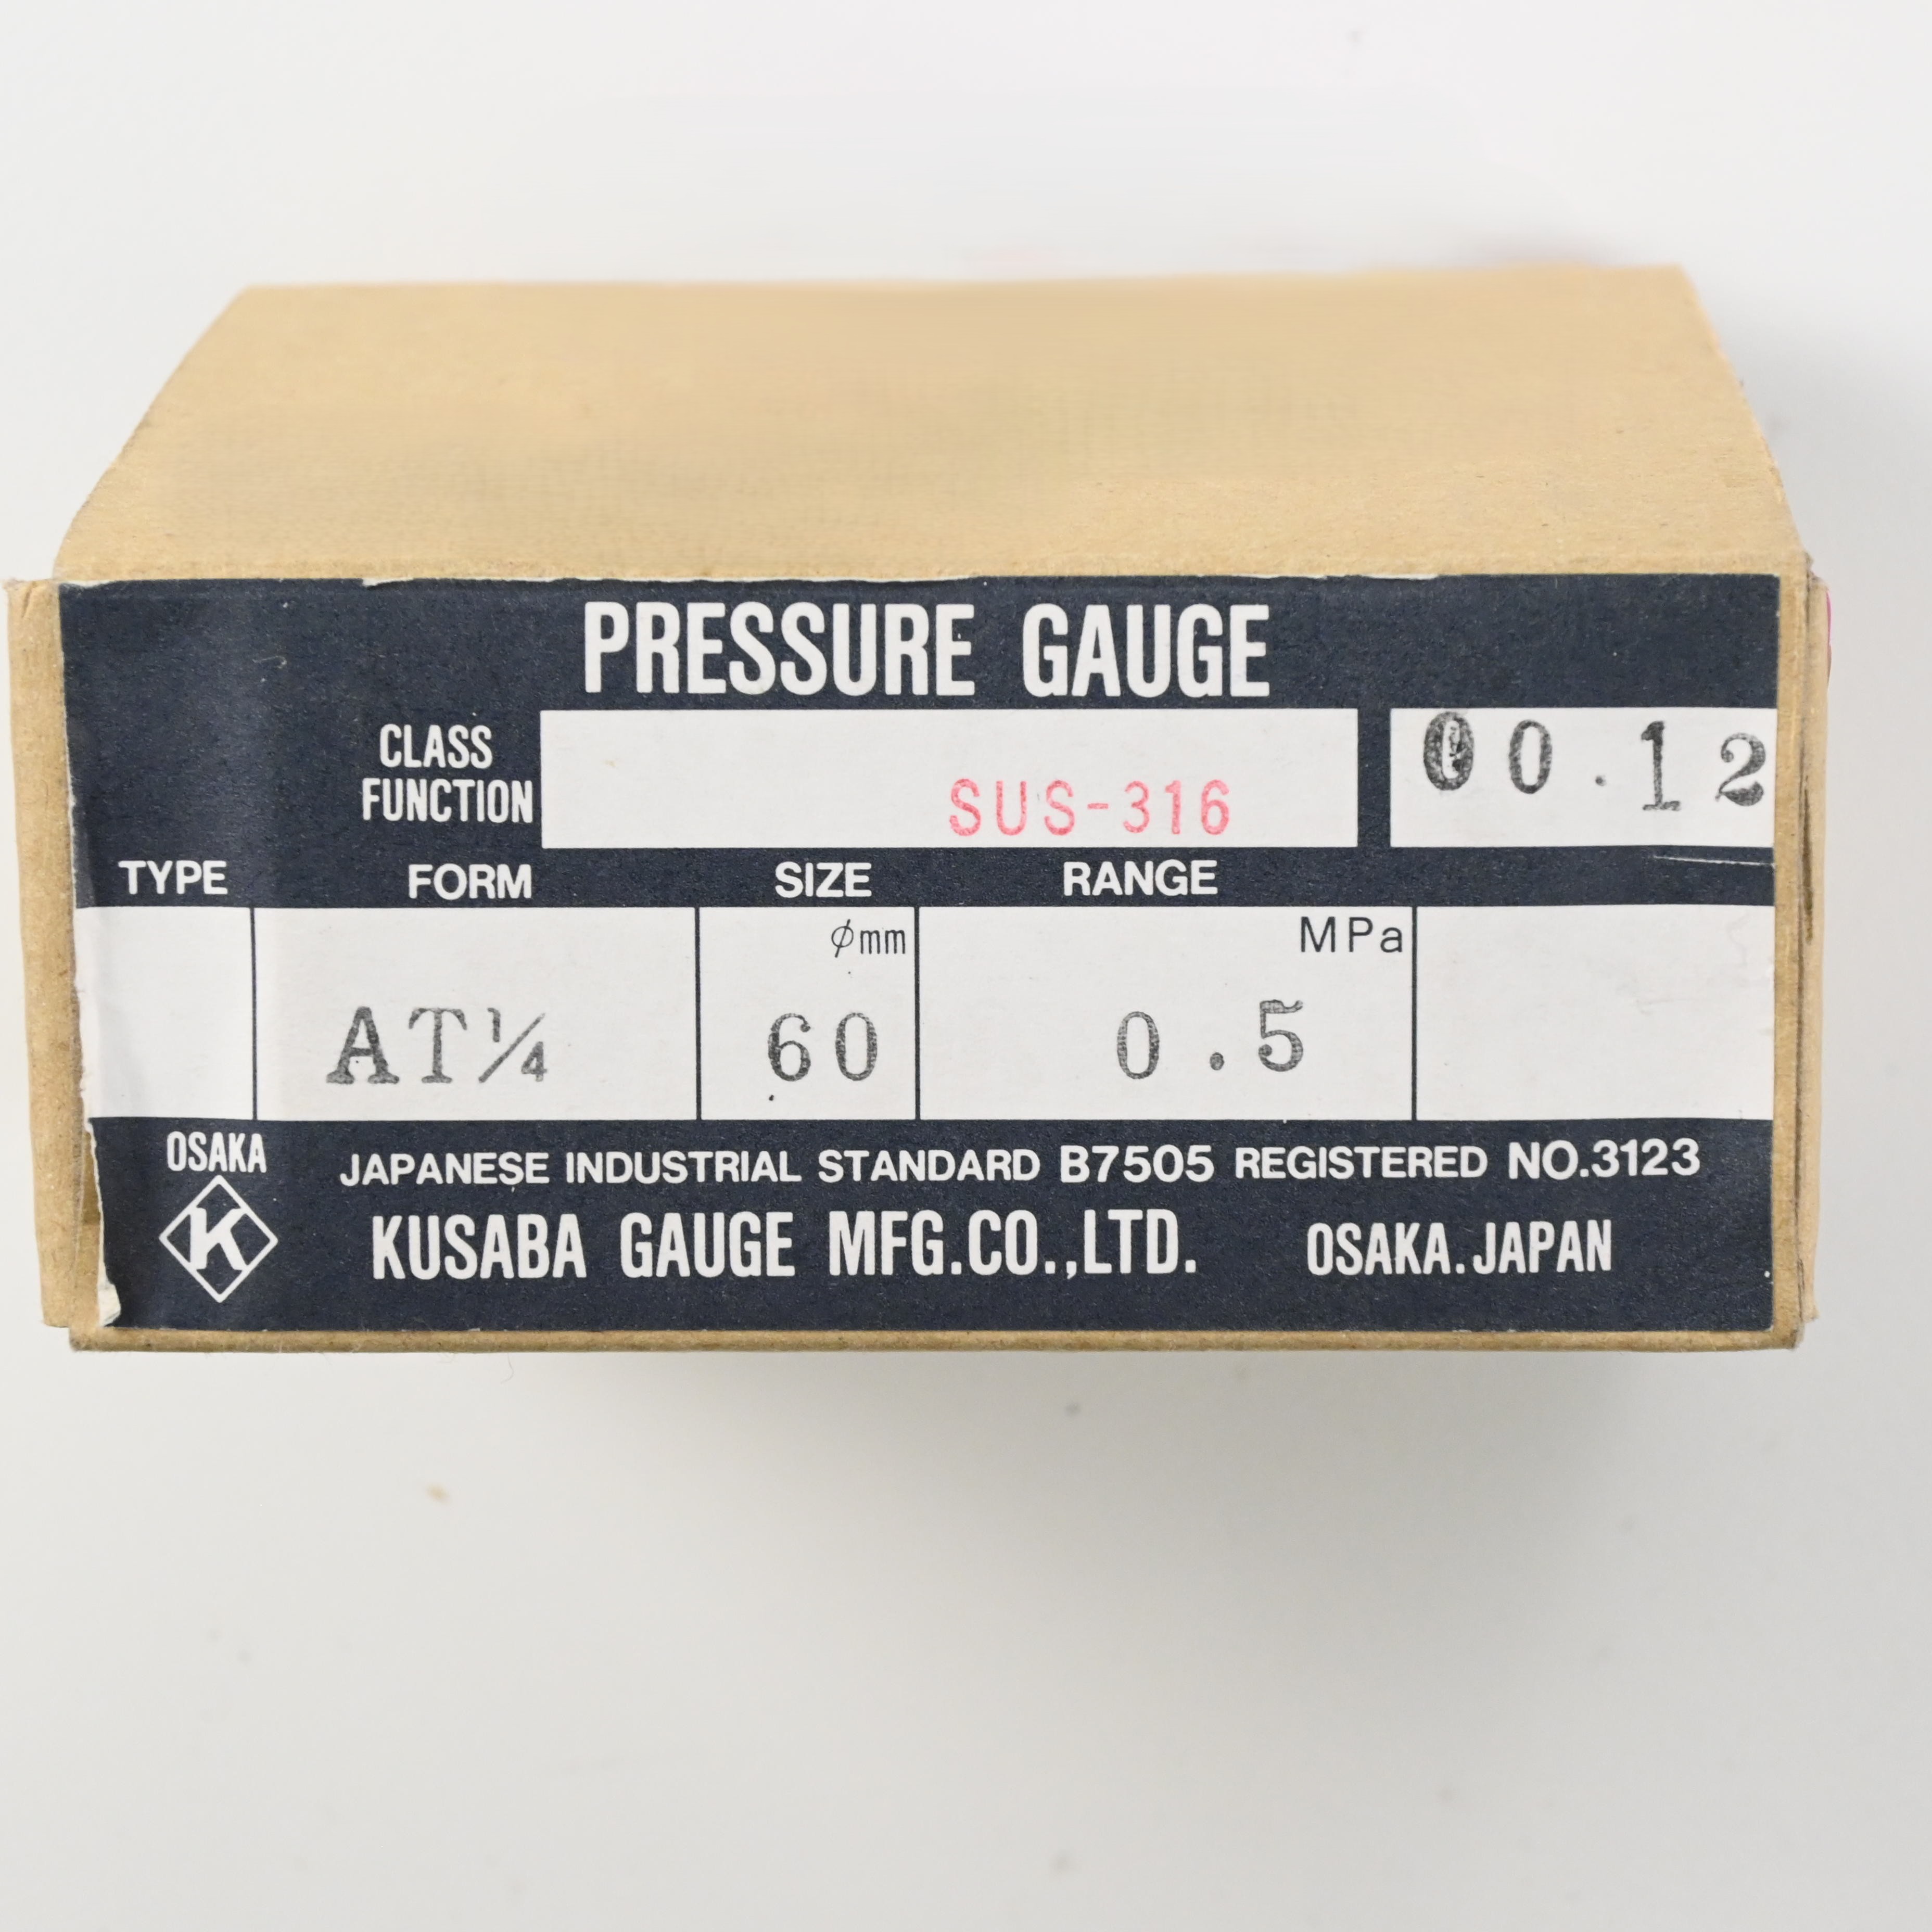 PRESSURE GAUGE
CLASS
FUNCTION
SUS-316
00.12
TYPE FORM SIZE RANGE
φmm MPa
AT¼ 60 0.5
OSAKA
K
JAPANESE INDUSTRIAL STANDARD B7505 REGISTERED NO.3123
KUSABA GAUGE MFG.CO.,LTD. OSAKA.JAPAN